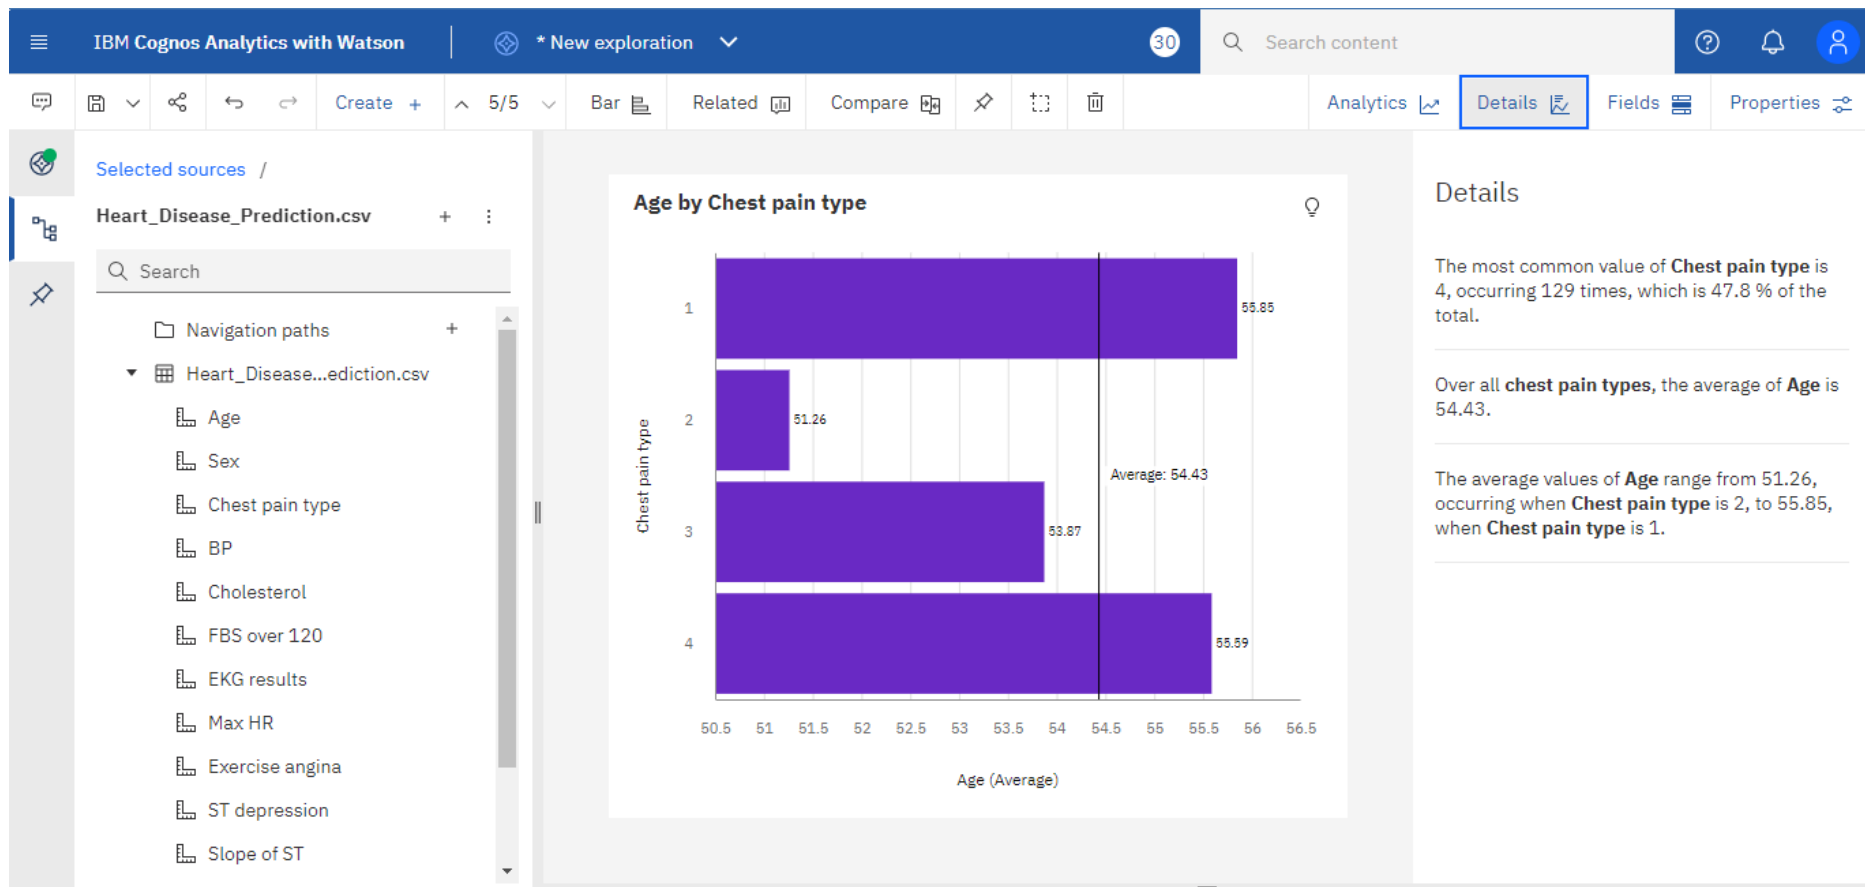 IBM Cognos Analytics with Watson
* New exploration
30
Search content
Create +
5/5
Bar
Related
Compare
Analytics
Details
Fields
Properties
Selected sources /
Heart_Disease_Prediction.csv
Search
Navigation paths
Heart_Disease...ediction.csv
Age
Sex
Chest pain type
BP
Cholesterol
FBS over 120
EKG results
Max HR
Exercise angina
ST depression
Slope of ST
Age by Chest pain type
Chest pain type
1
55.85
2
51.26
Average: 54.43
3
53.87
4
55.59
50.5 51 51.5 52 52.5 53 53.5 54 54.5 55 55.5 56 56.5
Age (Average)
Details
The most common value of Chest pain type is
4, occurring 129 times, which is 47.8 % of the
total.
Over all chest pain types, the average of Age is
54.43.
The average values of Age range from 51.26,
occurring when Chest pain type is 2, to 55.85,
when Chest pain type is 1.